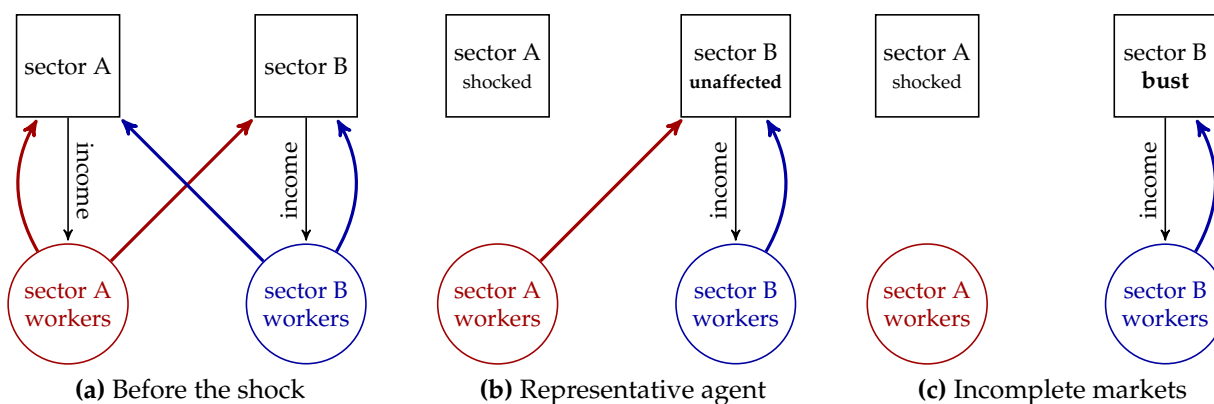 sector A
sector B
income
income
sector A
workers
sector B
workers
(a) Before the shock
sector A
shocked
sector B
unaffected
income
sector A
workers
sector B
workers
(b) Representative agent
sector A
shocked
sector B
bust
income
sector A
workers
sector B
workers
(c) Incomplete markets